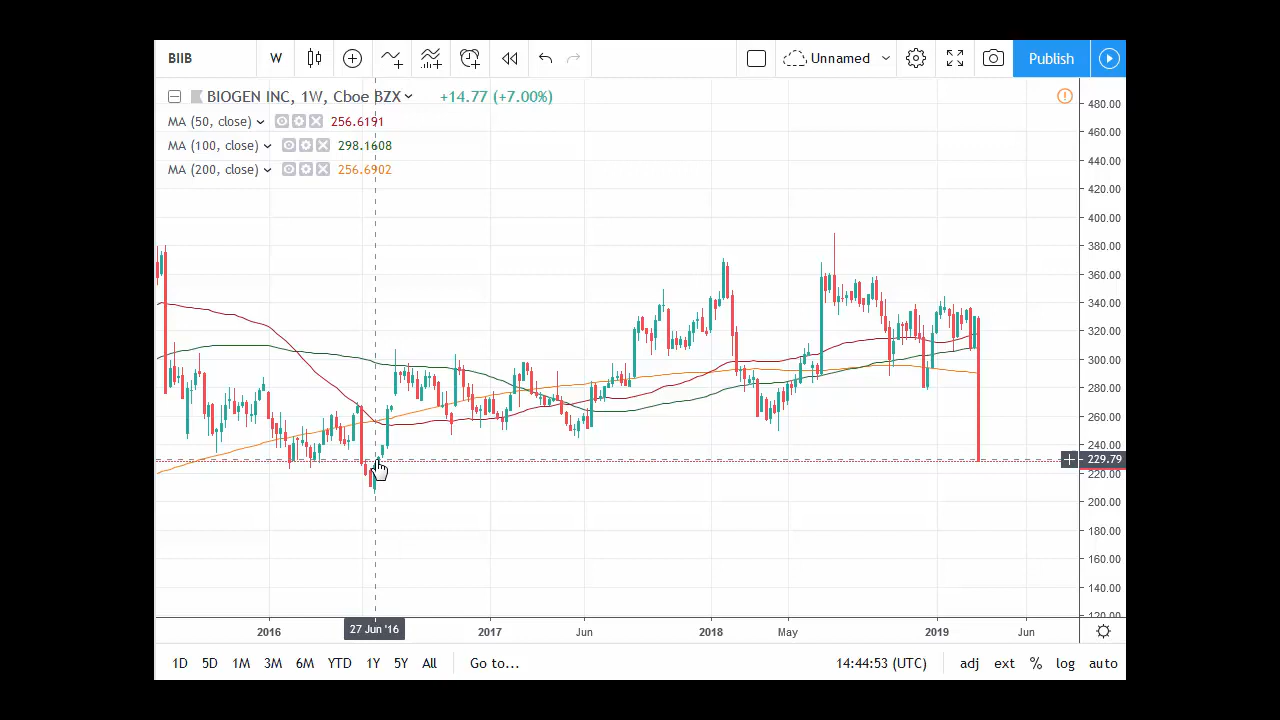 BIIB W Unnamed Publish
BIOGEN INC, 1W, Cboe BZX +14.77 (+7.00%)
MA (50, close) 256.6191
MA (100, close) 298.1608
MA (200, close) 256.6902
480.00
460.00
440.00
420.00
400.00
380.00
360.00
340.00
320.00
300.00
280.00
260.00
240.00
229.79
220.00
200.00
180.00
160.00
140.00
120.00
2016 27 Jun '16 2017 Jun 2018 May 2019 Jun
1D 5D 1M 3M 6M YTD 1Y 5Y All Go to... 14:44:53 (UTC) adj ext % log auto